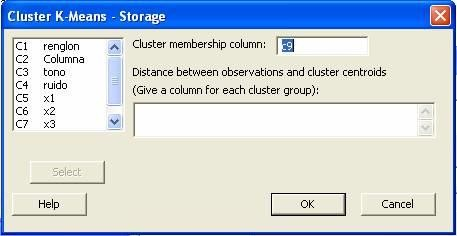 Cluster K-Means - Storage
C1 renglon
C2 Columna
C3 tono
C4 ruido
C5 x1
C6 x2
C7 x3
Cluster membership column: c9
Distance between observations and cluster centroids
(Give a column for each cluster group):
Select
Help
OK
Cancel